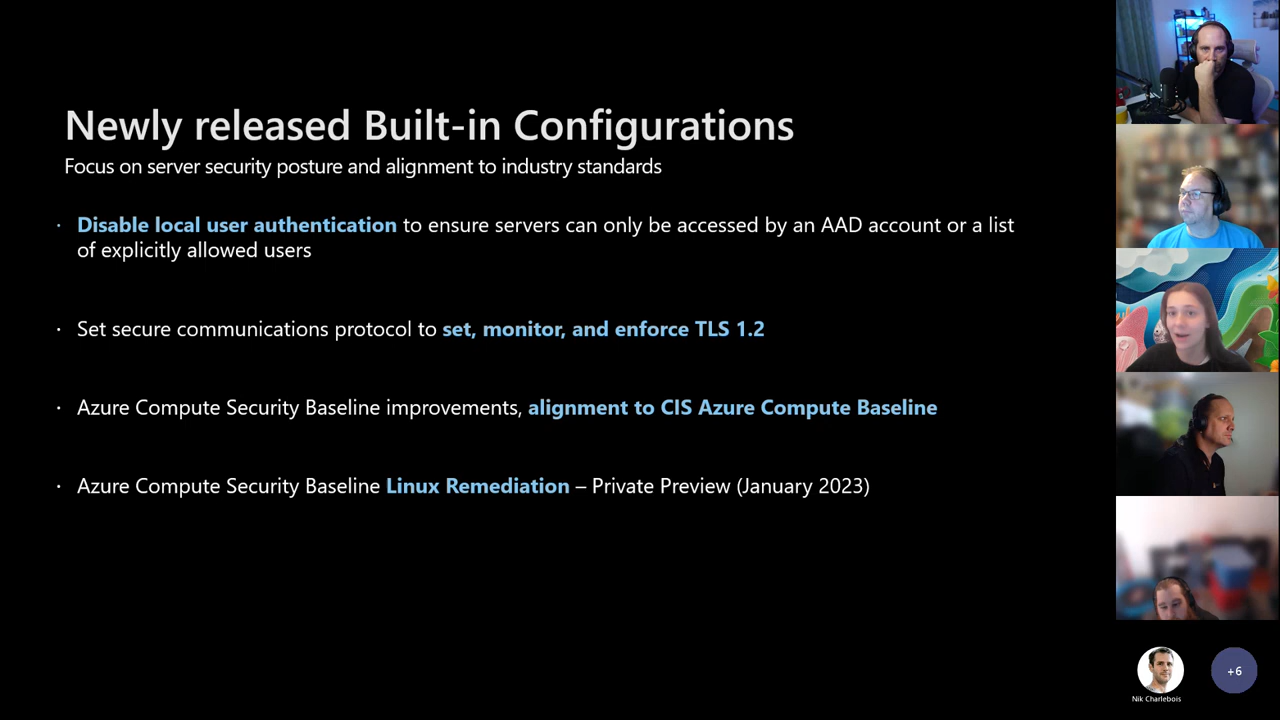 Newly released Built-in Configurations
Focus on server security posture and alignment to industry standards
· Disable local user authentication to ensure servers can only be accessed by an AAD account or a list
of explicitly allowed users
· Set secure communications protocol to set, monitor, and enforce TLS 1.2
· Azure Compute Security Baseline improvements, alignment to CIS Azure Compute Baseline
· Azure Compute Security Baseline Linux Remediation – Private Preview (January 2023)
+6
Nik Charlebois